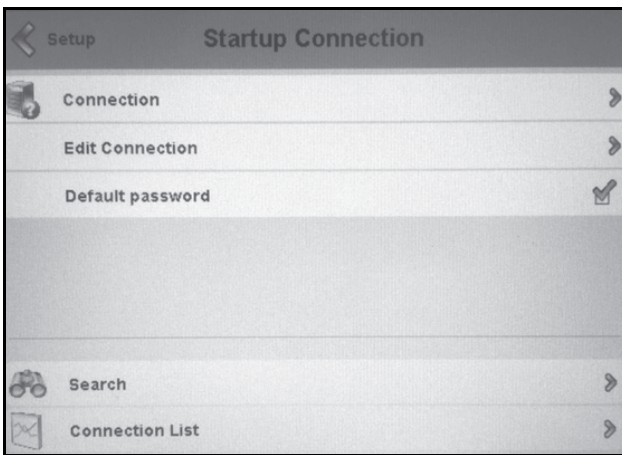 Setup
Startup Connection
Connection
Edit Connection
Default password
Search
Connection List